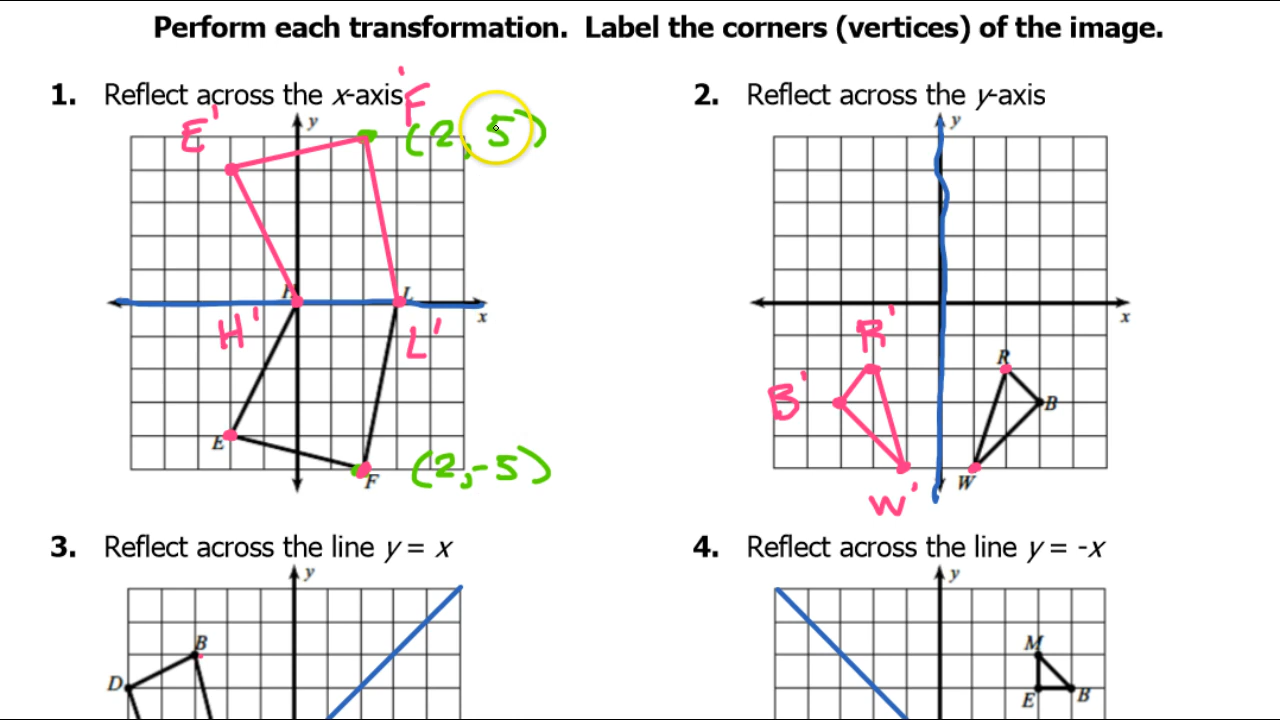 Perform each transformation. Label the corners (vertices) of the image.
1. Reflect across the x-axis
2. Reflect across the y-axis
E' F' (2, 5)
y
y
H L
x
x
H' L'
R'
R
B' B
E
F (2,-5)
W' W
3. Reflect across the line y = x
4. Reflect across the line y = -x
y
y
B
M
D
E B